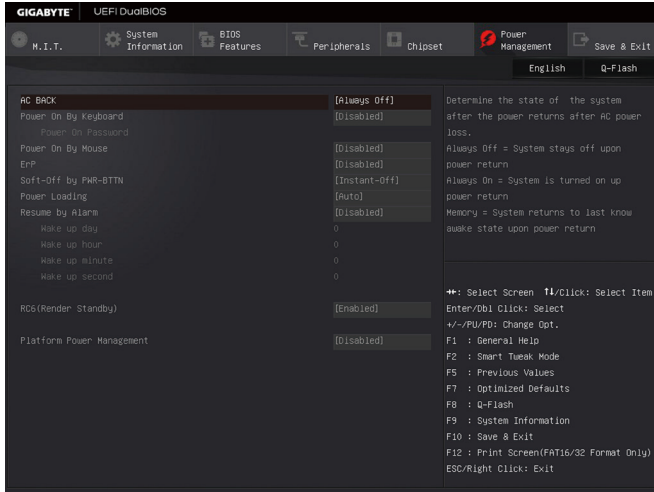 GIGABYTE™ UEFI DualBIOS
M.I.T. System Information BIOS Features Peripherals Chipset Power Management Save & Exit
English Q-Flash
AC BACK [Always Off]
Power On By Keyboard [Disabled]
Power On Password
Power On By Mouse [Disabled]
ErP [Disabled]
Soft-Off by PWR-BTTN [Instant-Off]
Power Loading [Auto]
Resume by Alarm [Disabled]
Wake up day 0
Wake up hour 0
Wake up minute 0
Wake up second 0
RC6(Render Standby) [Enabled]
Platform Power Management [Disabled]
Determine the state of the system
after the power returns after AC power
loss.
Always Off = System stays off upon
power return
Always On = System is turned on up
power return
Memory = System returns to last know
awake state upon power return
→←: Select Screen ↑↓/Click: Select Item
Enter/Dbl Click: Select
+/-/PU/PD: Change Opt.
F1 : General Help
F2 : Smart Tweak Mode
F5 : Previous Values
F7 : Optimized Defaults
F8 : Q-Flash
F9 : System Information
F10 : Save & Exit
F12 : Print Screen(FAT16/32 Format Only)
ESC/Right Click: Exit